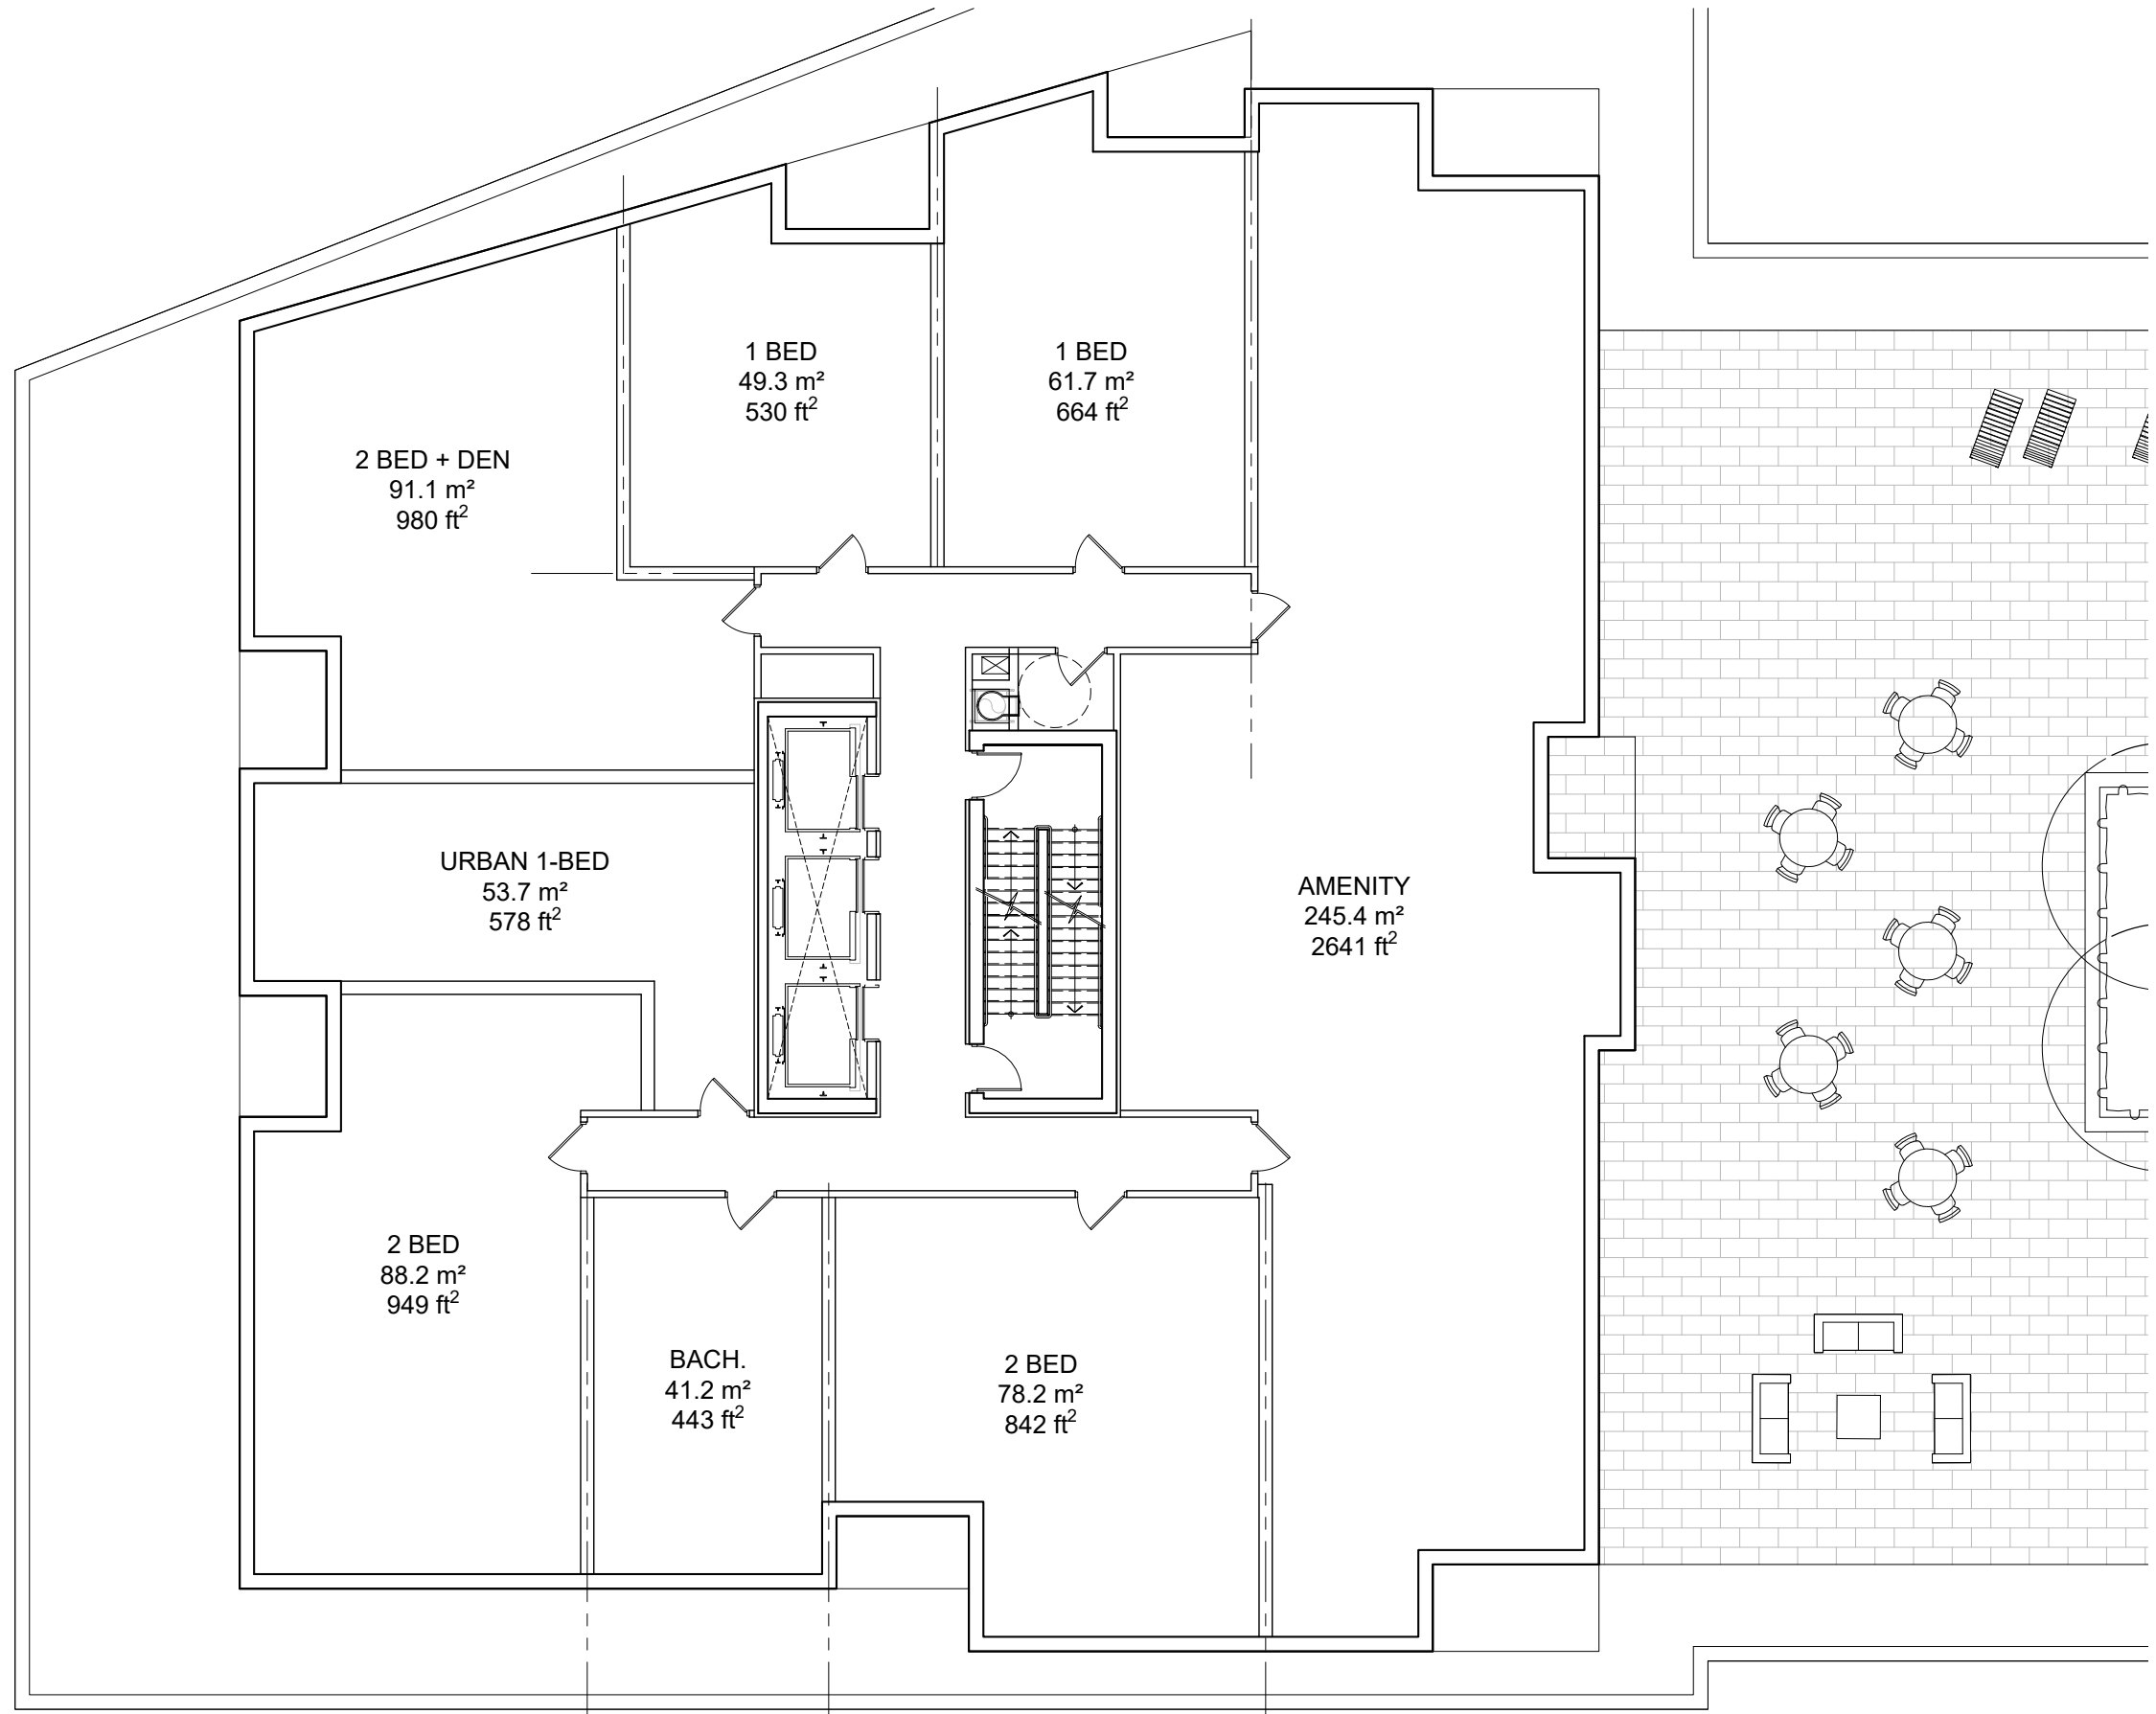 1 BED
49.3 m²
530 ft²
1 BED
61.7 m²
664 ft²
2 BED + DEN
91.1 m²
980 ft²
URBAN 1-BED
53.7 m²
578 ft²
AMENITY
245.4 m²
2641 ft²
2 BED
88.2 m²
949 ft²
BACH.
41.2 m²
443 ft²
2 BED
78.2 m²
842 ft²